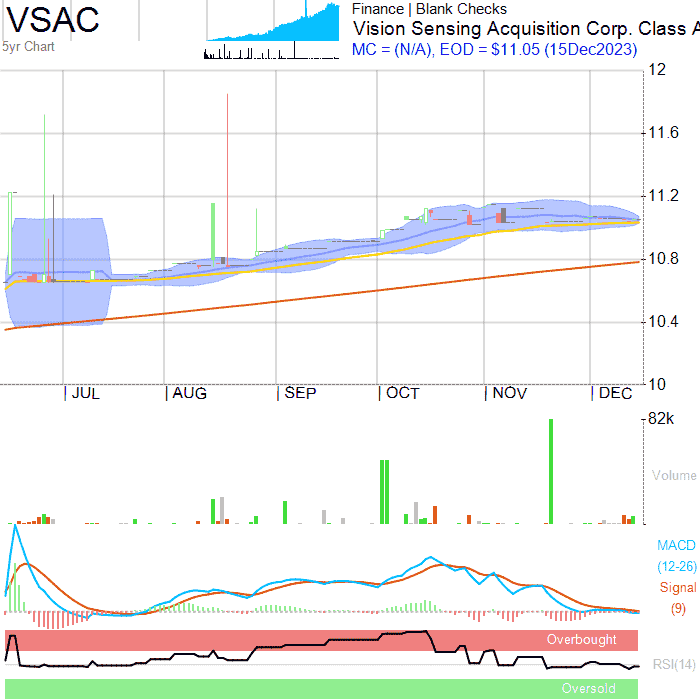 VSAC
5yr Chart
Finance | Blank Checks
Vision Sensing Acquisition Corp. Class A
MC = (N/A), EOD = $11.05 (15Dec2023)
12
11.6
11.2
10.8
10.4
10
JUL
AUG
SEP
OCT
NOV
DEC
82k
Volume
MACD
(12-26)
Signal
(9)
Overbought
RSI(14)
Oversold